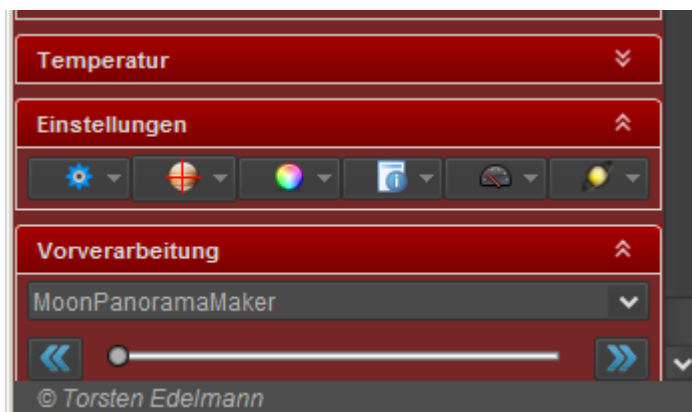 Temperatur
Einstellungen
Vorverarbeitung
MoonPanoramaMaker
© Torsten Edelmann